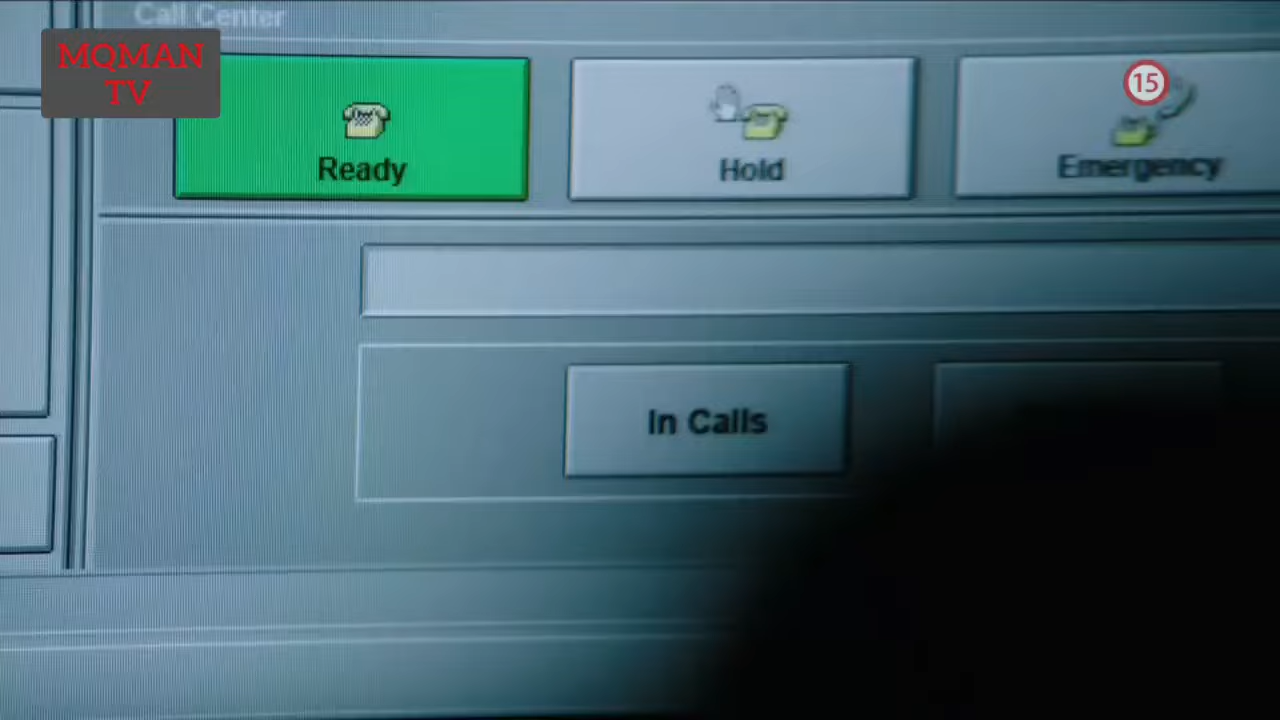 Call Center
MQMAN
TV
15
Ready
Hold
Emergency
In Calls